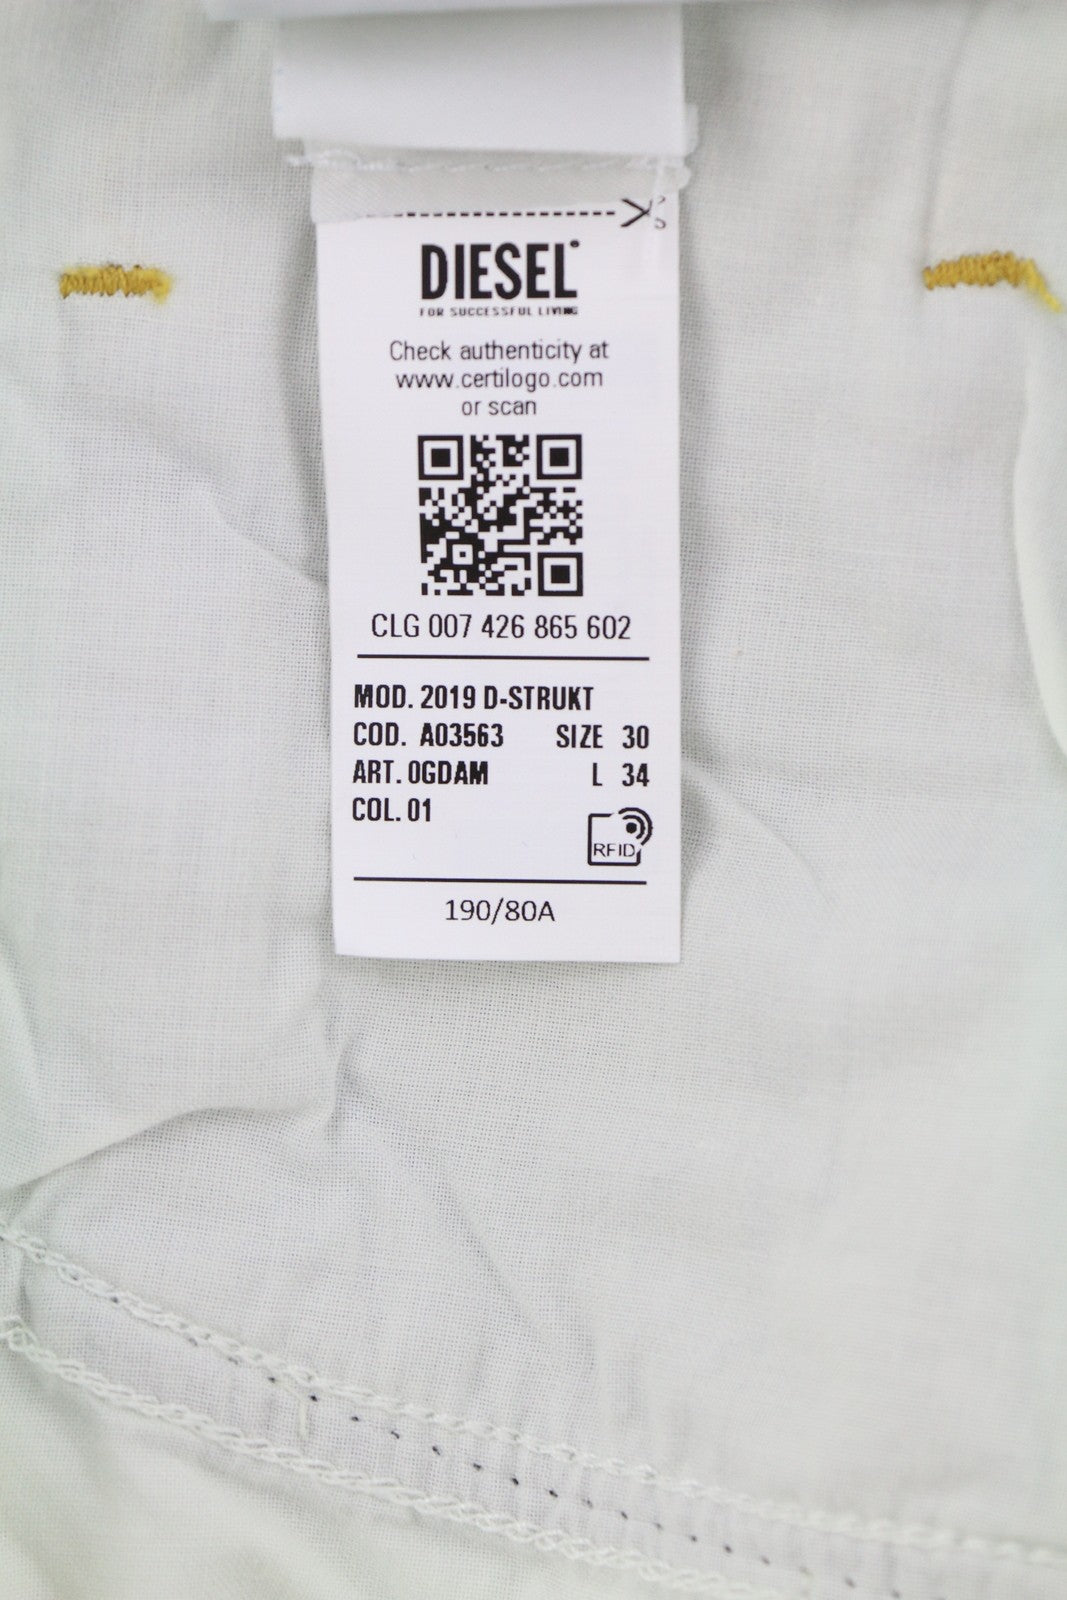 DIESEL
FOR SUCCESSFUL LIVING
Check authenticity at
www.certilogo.com
or scan
CLG 007 426 865 602
MOD. 2019 D-STRUKT
COD. A03563 SIZE 30
ART. 0GDAM L 34
COL. 01
RFID
190/80A